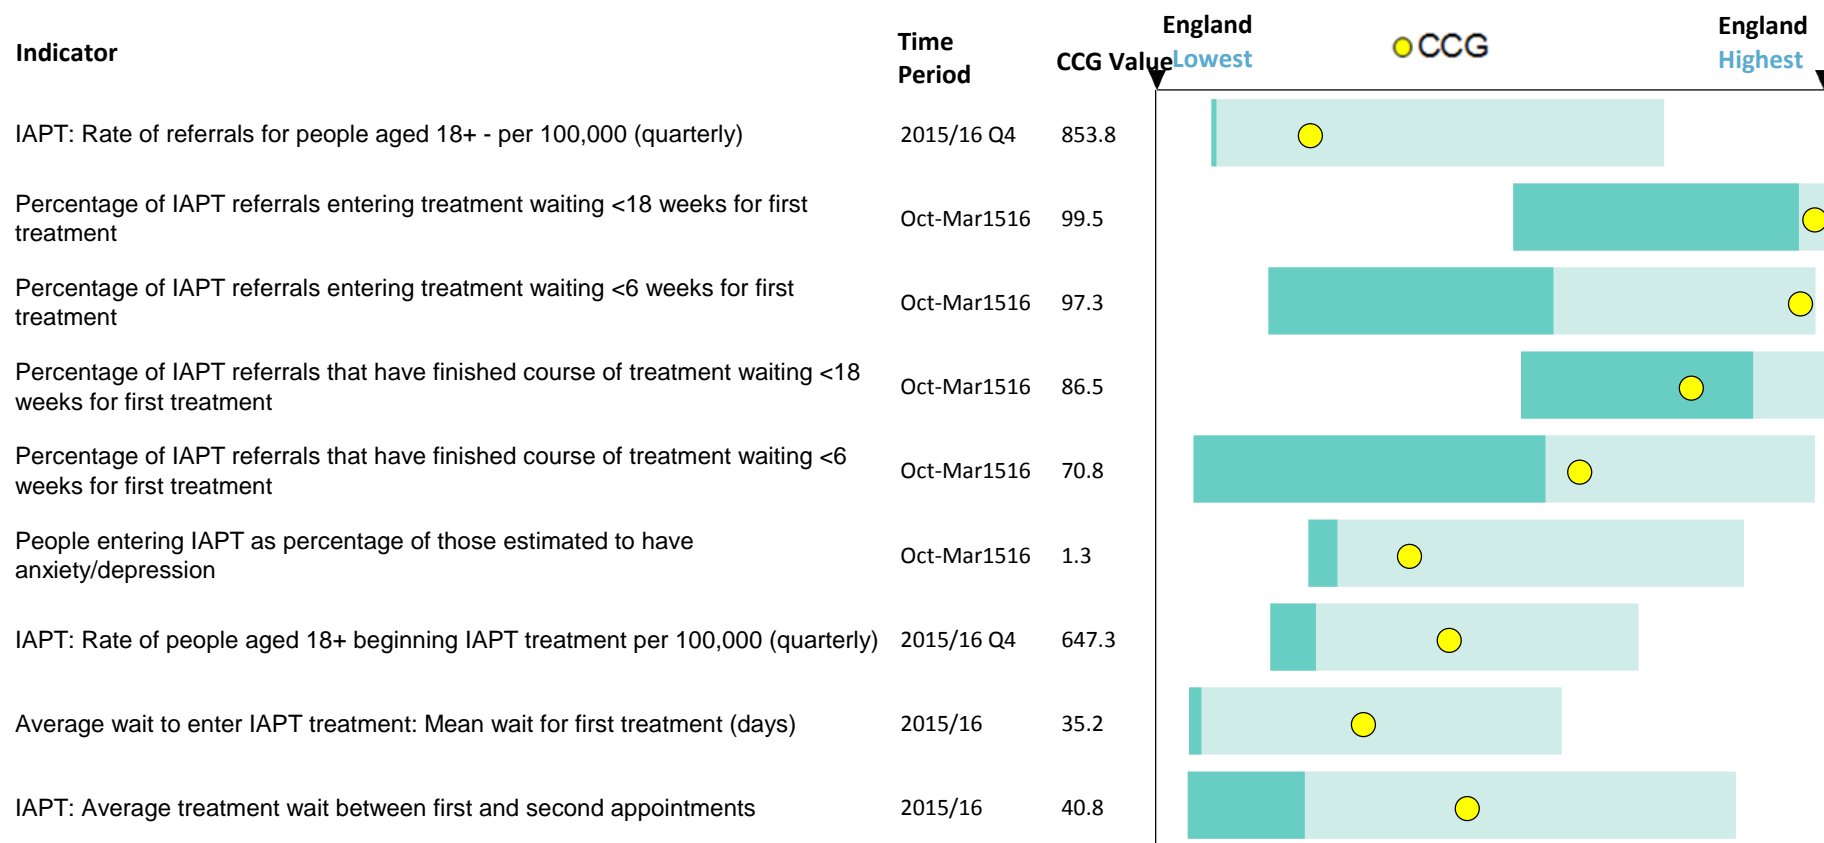 Indicator
Time
Period
CCG Value
England
Lowest
CCG
England
Highest
IAPT: Rate of referrals for people aged 18+ - per 100,000 (quarterly) 2015/16 Q4 853.8
Percentage of IAPT referrals entering treatment waiting <18 weeks for first
treatment
Oct-Mar1516 99.5
Percentage of IAPT referrals entering treatment waiting <6 weeks for first
treatment
Oct-Mar1516 97.3
Percentage of IAPT referrals that have finished course of treatment waiting <18
weeks for first treatment
Oct-Mar1516 86.5
Percentage of IAPT referrals that have finished course of treatment waiting <6
weeks for first treatment
Oct-Mar1516 70.8
People entering IAPT as percentage of those estimated to have
anxiety/depression
Oct-Mar1516 1.3
IAPT: Rate of people aged 18+ beginning IAPT treatment per 100,000 (quarterly) 2015/16 Q4 647.3
Average wait to enter IAPT treatment: Mean wait for first treatment (days) 2015/16 35.2
IAPT: Average treatment wait between first and second appointments 2015/16 40.8